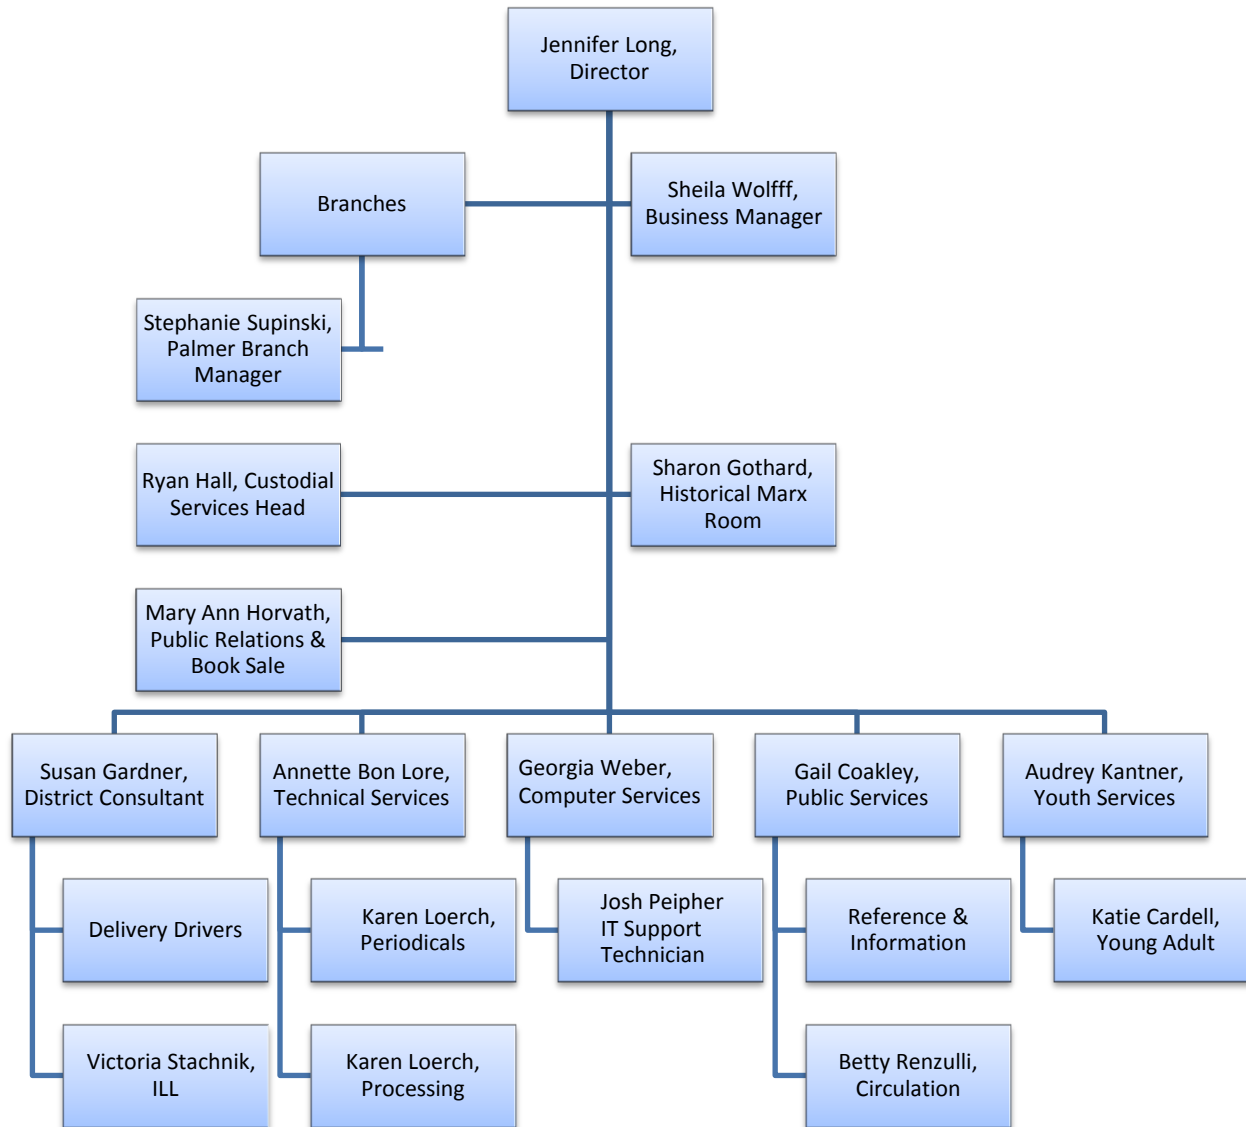 Jennifer Long,
Director
Branches
Sheila Wolfff,
Business Manager
Stephanie Supinski,
Palmer Branch
Manager
Ryan Hall, Custodial
Services Head
Sharon Gothard,
Historical Marx
Room
Mary Ann Horvath,
Public Relations &
Book Sale
Susan Gardner,
District Consultant
Annette Bon Lore,
Technical Services
Georgia Weber,
Computer Services
Gail Coakley,
Public Services
Audrey Kantner,
Youth Services
Delivery Drivers
Karen Loerch,
Periodicals
Josh Peipher
IT Support
Technician
Reference &
Information
Katie Cardell,
Young Adult
Victoria Stachnik,
ILL
Karen Loerch,
Processing
Betty Renzulli,
Circulation